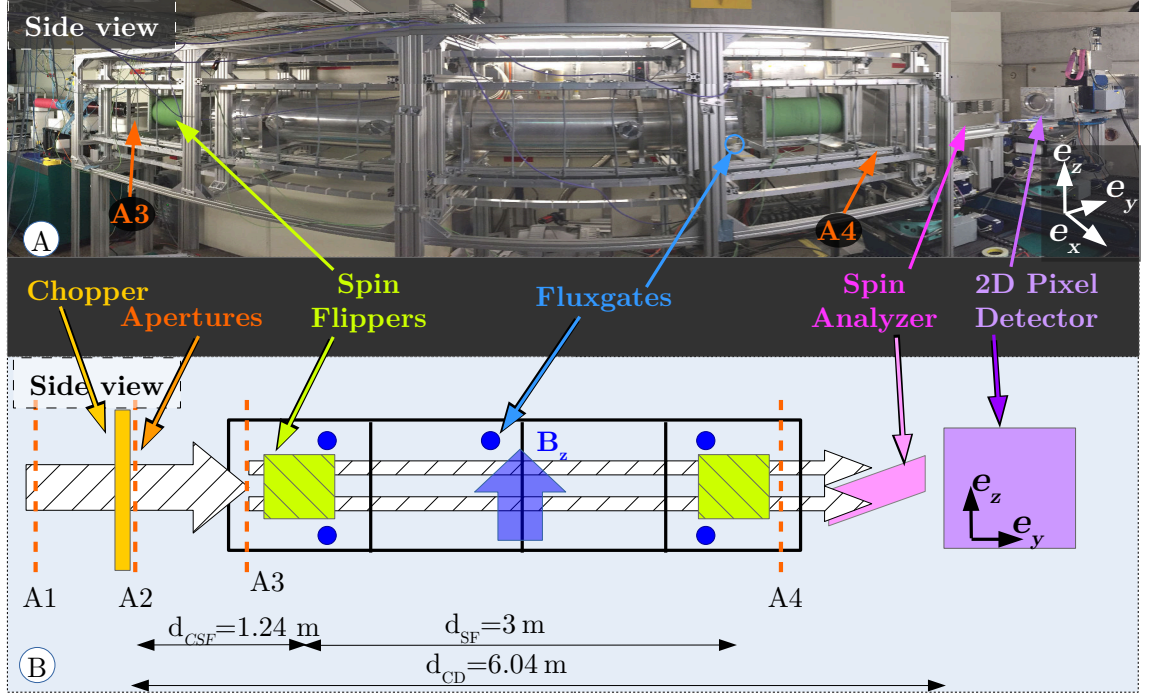 Side view
A3
A4
e_z
e_y
e_x
A
Chopper
Apertures
Spin
Flippers
Fluxgates
Spin
Analyzer
2D Pixel
Detector
Side view
B_z
e_z
e_y
A1
A2
A3
A4
d_CSF=1.24 m
d_SF=3 m
d_CD=6.04 m
B